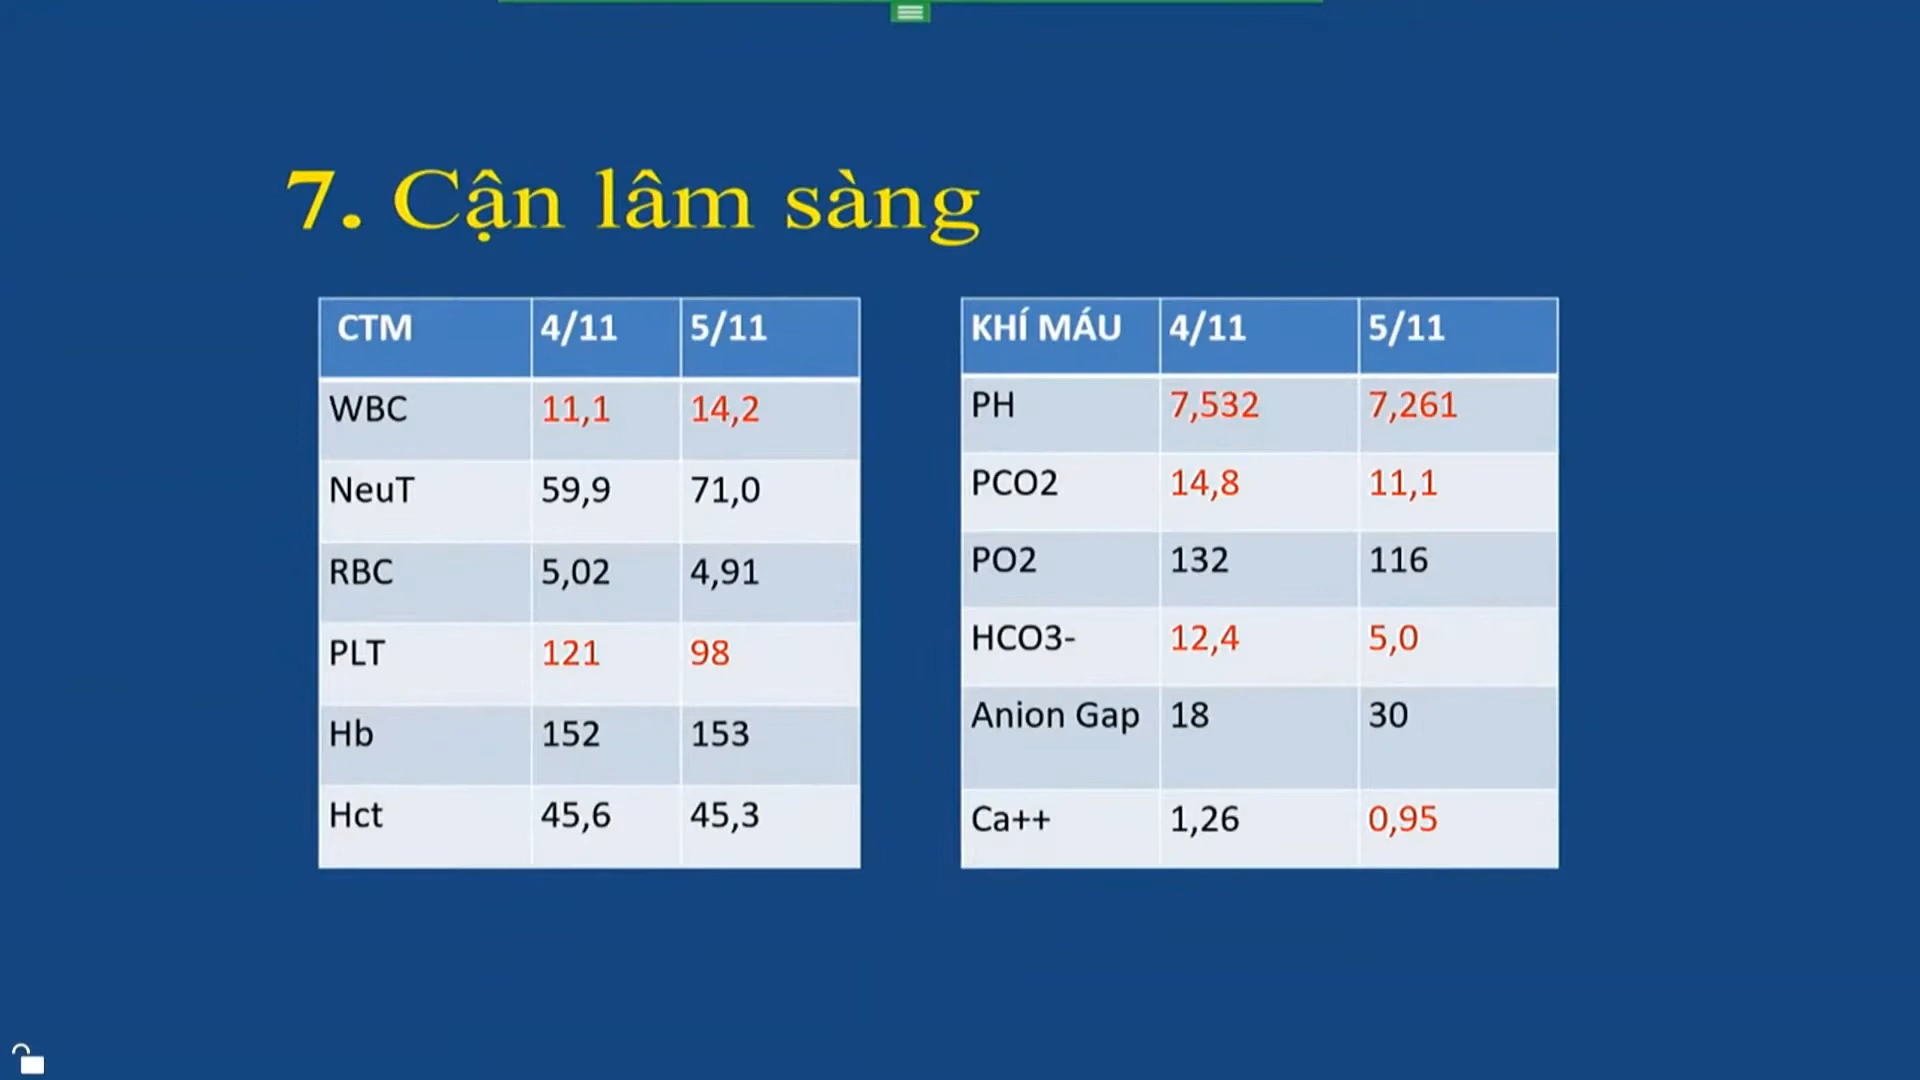 7. Cận lâm sàng
CTM 4/11 5/11
WBC 11,1 14,2
NeuT 59,9 71,0
RBC 5,02 4,91
PLT 121 98
Hb 152 153
Hct 45,6 45,3
KHÍ MÁU 4/11 5/11
PH 7,532 7,261
PCO2 14,8 11,1
PO2 132 116
HCO3- 12,4 5,0
Anion Gap 18 30
Ca++ 1,26 0,95